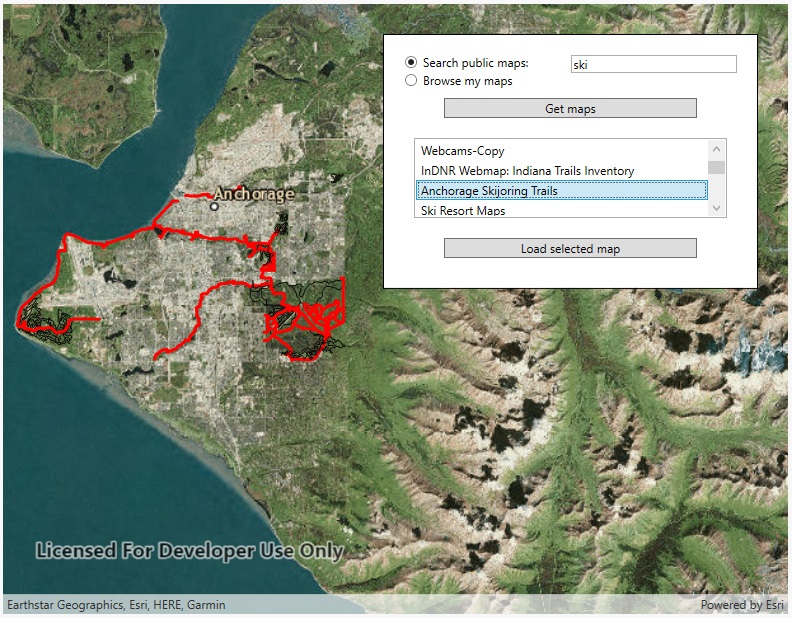 Search public maps:
ski
Browse my maps
Get maps
Webcams-Copy
InDNR Webmap: Indiana Trails Inventory
Anchorage Skijoring Trails
Ski Resort Maps
Load selected map
Anchorage
Licensed For Developer Use Only
Earthstar Geographics, Esri, HERE, Garmin
Powered by Esri